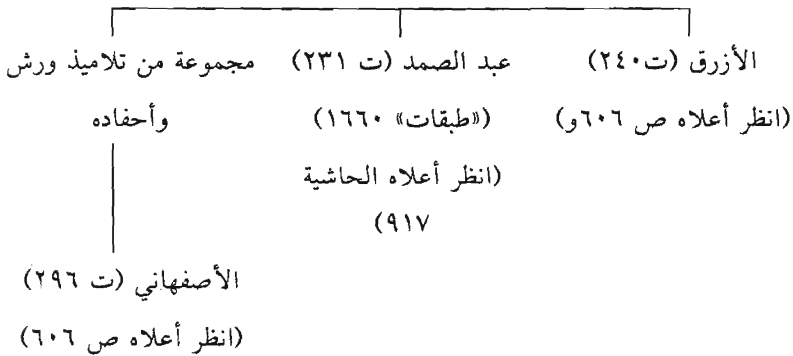 الأزرق (ت٢٤٠) عبد الصمد (ت ٢٣١) مجموعة من تلاميذ ورش
(انظر أعلاه ص ٦٠٦و) («طبقات» ١٦٦٠) وأحفاده
(انظر أعلاه الحاشية
٩١٧)
الأصفهاني (ت ٢٩٦)
(انظر أعلاه ص ٦٠٦)